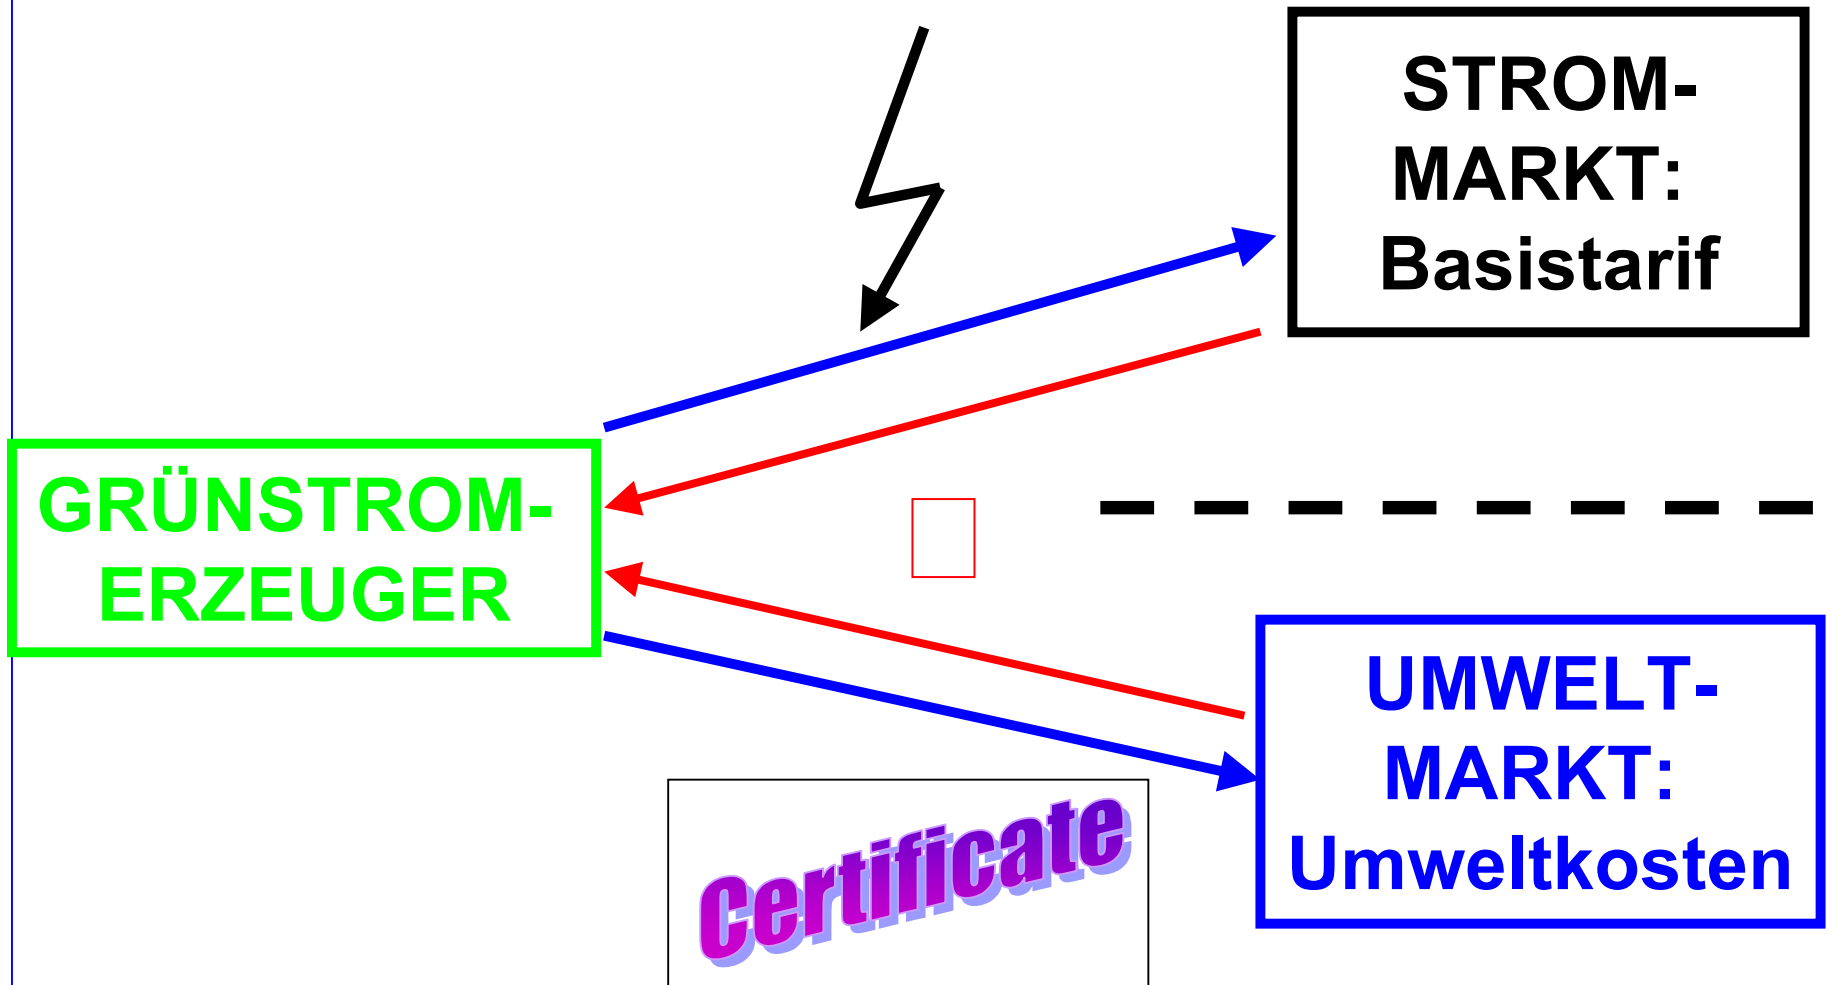 STROM-
MARKT:
Basistarif
GRÜNSTROM-
ERZEUGER
UMWELT-
MARKT:
Umweltkosten
Certificate